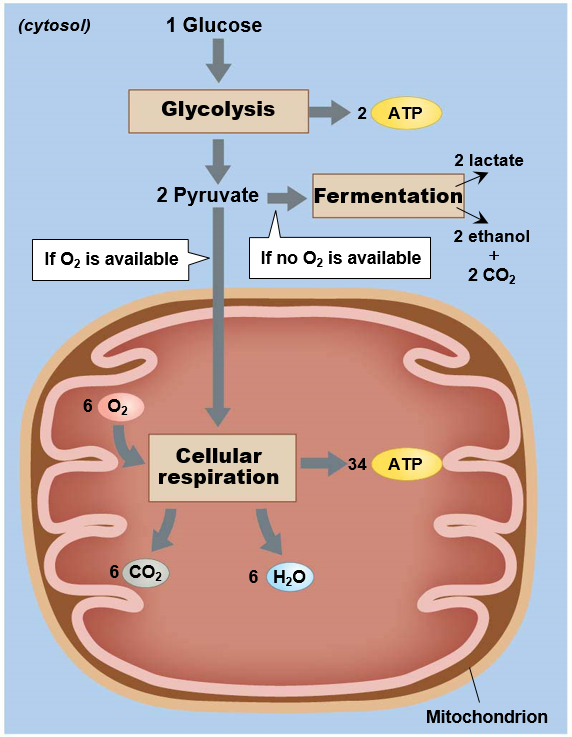 (cytosol)
1 Glucose
Glycolysis
2 ATP
2 Pyruvate
Fermentation
2 lactate
2 ethanol
+
2 CO₂
If O₂ is available
If no O₂ is available
6 O₂
Cellular
respiration
34 ATP
6 CO₂
6 H₂O
Mitochondrion